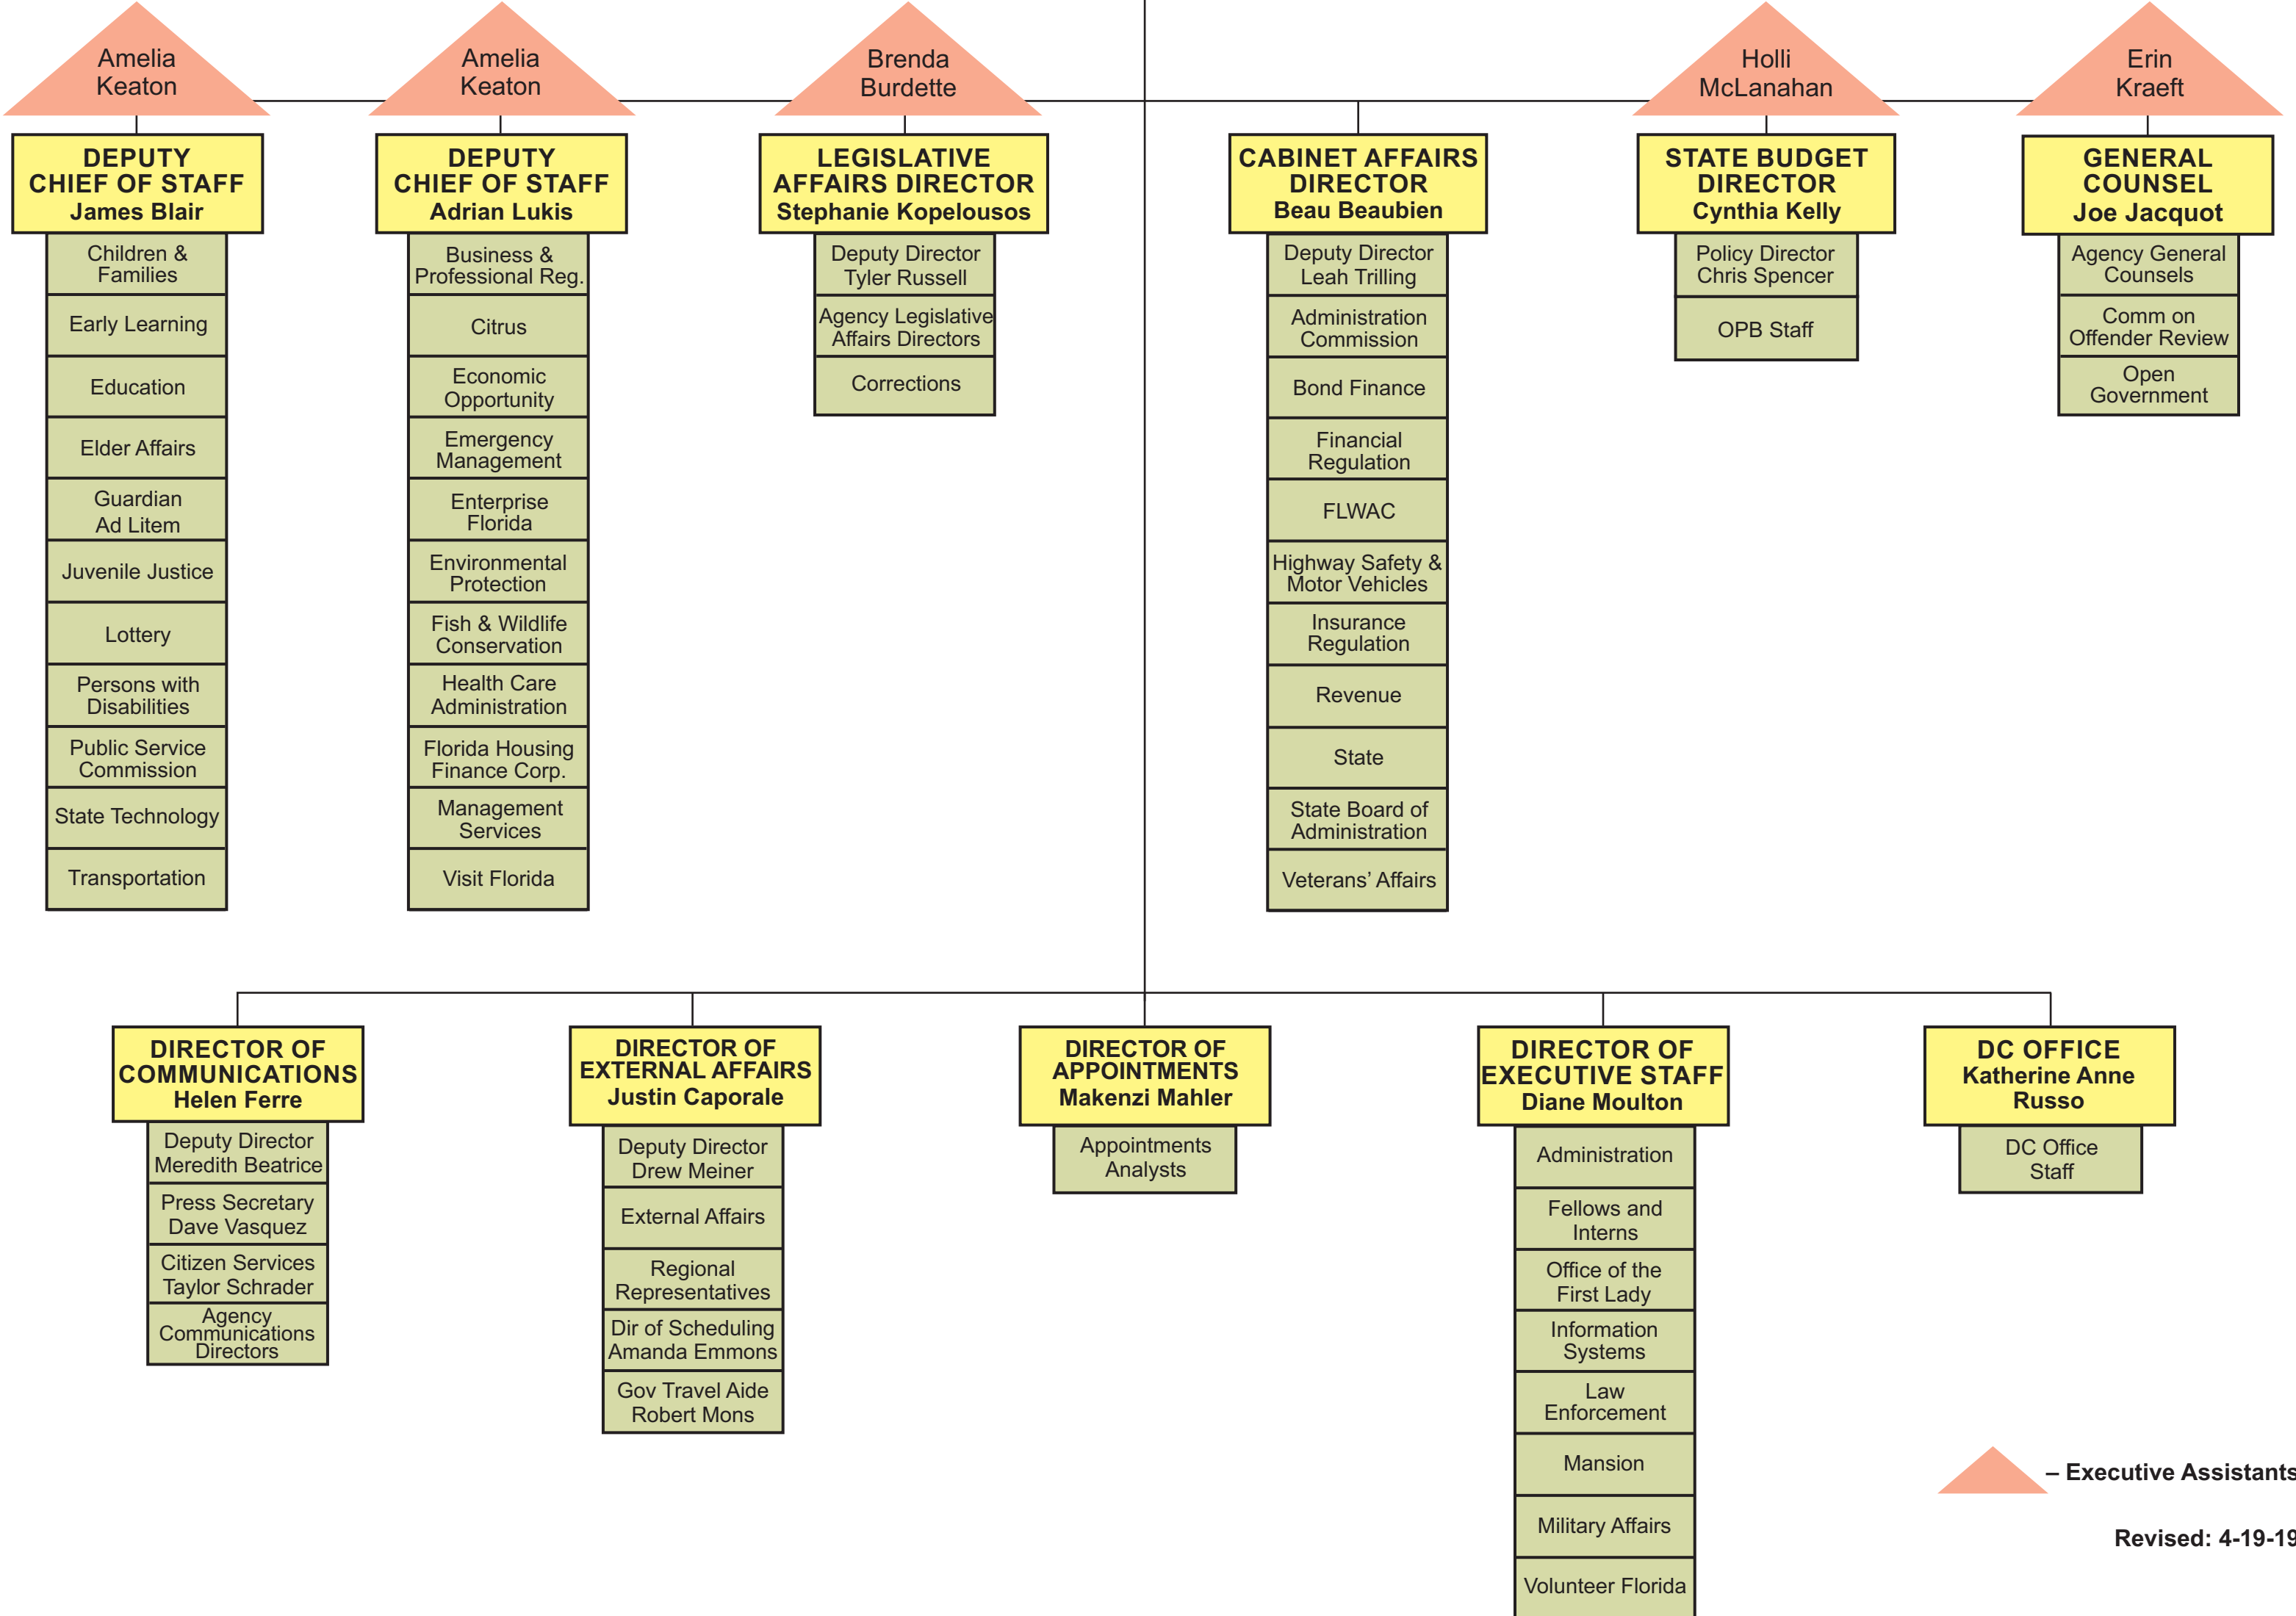 Amelia
Keaton
Amelia
Keaton
Brenda
Burdette
Holli
McLanahan
Erin
Kraeft
DEPUTY
CHIEF OF STAFF
James Blair
Children &
Families
Early Learning
Education
Elder Affairs
Guardian
Ad Litem
Juvenile Justice
Lottery
Persons with
Disabilities
Public Service
Commission
State Technology
Transportation
DEPUTY
CHIEF OF STAFF
Adrian Lukis
Business &
Professional Reg.
Citrus
Economic
Opportunity
Emergency
Management
Enterprise
Florida
Environmental
Protection
Fish & Wildlife
Conservation
Health Care
Administration
Florida Housing
Finance Corp.
Management
Services
Visit Florida
LEGISLATIVE
AFFAIRS DIRECTOR
Stephanie Kopelousos
Deputy Director
Tyler Russell
Agency Legislative
Affairs Directors
Corrections
CABINET AFFAIRS
DIRECTOR
Beau Beaubien
Deputy Director
Leah Trilling
Administration
Commission
Bond Finance
Financial
Regulation
FLWAC
Highway Safety &
Motor Vehicles
Insurance
Regulation
Revenue
State
State Board of
Administration
Veterans’ Affairs
STATE BUDGET
DIRECTOR
Cynthia Kelly
Policy Director
Chris Spencer
OPB Staff
GENERAL
COUNSEL
Joe Jacquot
Agency General
Counsels
Comm on
Offender Review
Open
Government
DIRECTOR OF
COMMUNICATIONS
Helen Ferre
Deputy Director
Meredith Beatrice
Press Secretary
Dave Vasquez
Citizen Services
Taylor Schrader
Agency
Communications
Directors
DIRECTOR OF
EXTERNAL AFFAIRS
Justin Caporale
Deputy Director
Drew Meiner
External Affairs
Regional
Representatives
Dir of Scheduling
Amanda Emmons
Gov Travel Aide
Robert Mons
DIRECTOR OF
APPOINTMENTS
Makenzi Mahler
Appointments
Analysts
DIRECTOR OF
EXECUTIVE STAFF
Diane Moulton
Administration
Fellows and
Interns
Office of the
First Lady
Information
Systems
Law
Enforcement
Mansion
Military Affairs
Volunteer Florida
DC OFFICE
Katherine Anne
Russo
DC Office
Staff
– Executive Assistants
Revised: 4-19-19